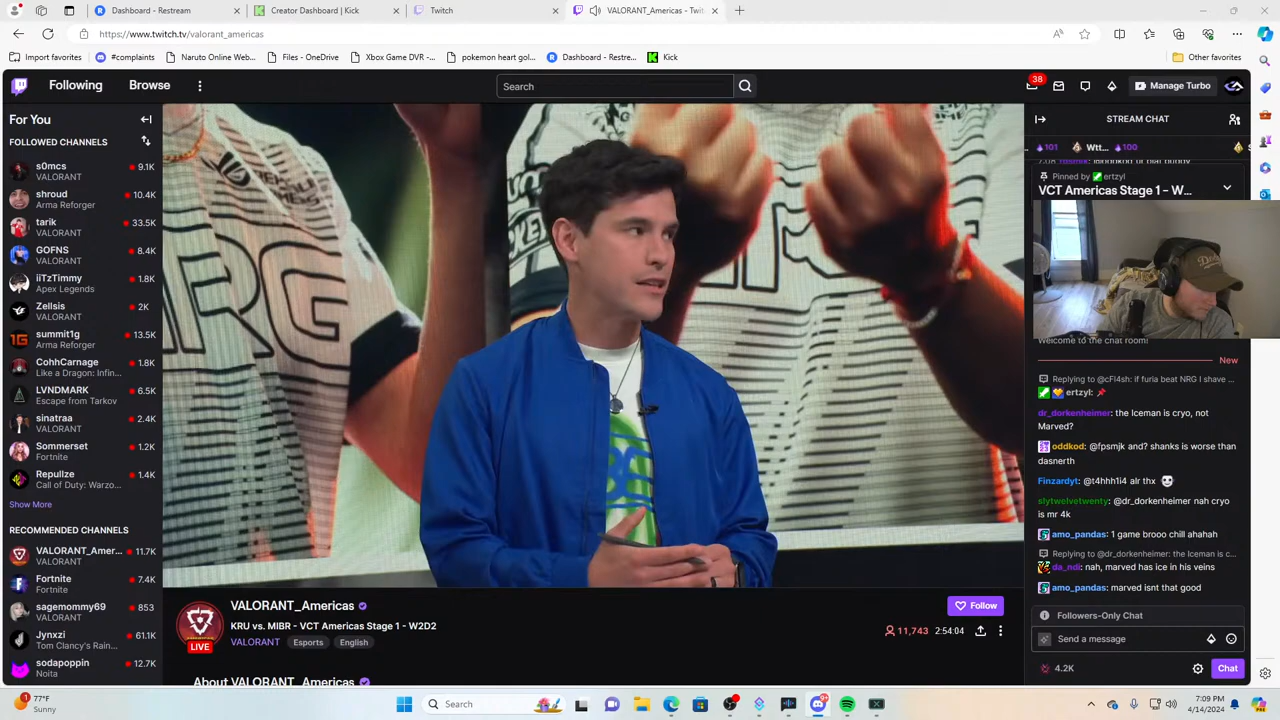 Dashboard - Restream
Creator Dashboard | Kick
Twitch
VALORANT_Americas
https://www.twitch.tv/valorant_americas
Import favorites
#complaints
Naruto Online Web...
Files - OneDrive
Xbox Game DVR -...
pokemon heart gol...
Dashboard - Restre...
Kick
Other favorites
Following
Browse
Search
38
Manage Turbo
For You
FOLLOWED CHANNELS
s0mcs
9.1K
VALORANT
shroud
10.4K
Arma Reforger
tarik
33.5K
VALORANT
GOFNS
8.4K
VALORANT
iiTzTimmy
1.8K
Apex Legends
Zellsis
2K
VALORANT
summit1g
13.5K
Arma Reforger
CohhCarnage
1.8K
Like a Dragon: Infin...
LVNDMARK
6.5K
Escape from Tarkov
sinatraa
2.4K
VALORANT
Sommerset
1.2K
Fortnite
Repullze
1.4K
Call of Duty: Warzo...
Show More
RECOMMENDED CHANNELS
VALORANT_Amer...
11.7K
VALORANT
Fortnite
7.4K
Fortnite
sagemommy69
853
VALORANT
Jynxzi
61.1K
Tom Clancy's Rain...
sodapoppin
12.7K
Noita
STREAM CHAT
101
Wtt...
100
Pinned by ertzyl
VCT Americas Stage 1 - W...
Welcome to the chat room!
New
Replying to @cFl4sh: if furia beat NRG I shave ...
ertzyl:
dr_dorkenheimer: the Iceman is cryo, not
Marved?
oddkod: @fpsmjk and? shanks is worse than
dasnerth
Finzardyt: @t4hhh1i4 alr thx
slytwelvetwenty: @dr_dorkenheimer nah cryo
is mr 4k
amo_pandas: 1 game brooo chill ahahah
Replying to @dr_dorkenheimer: the Iceman is c...
da_ndi: nah, marved has ice in his veins
amo_pandas: marved isnt that good
Followers-Only Chat
Send a message
4.2K
Chat
LIVE
VALORANT_Americas
KRU vs. MIBR - VCT Americas Stage 1 - W2D2
VALORANT
Esports
English
Follow
11,743
2:54:04
About VALORANT_Americas
77°F
Sunny
Search
7:09 PM
4/14/2024